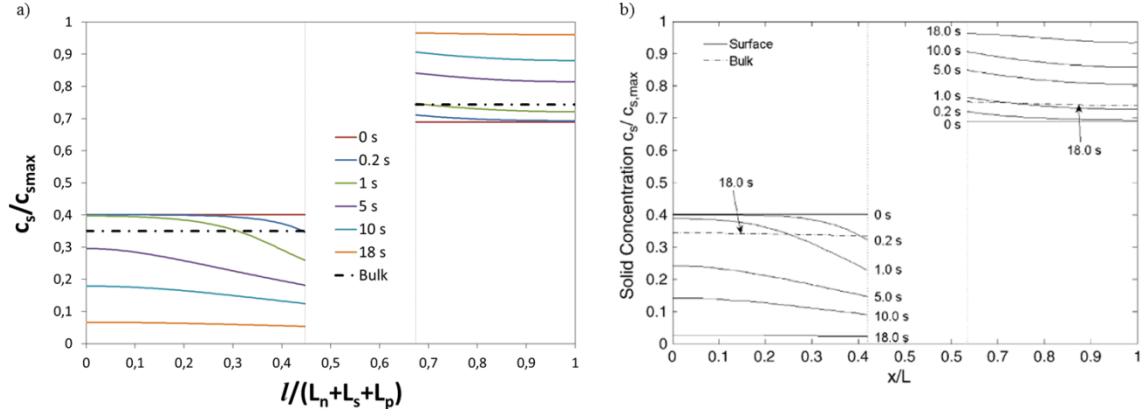 a)
c_s/c_smax
1
0,9
0,8
0,7
0,6
0,5
0,4
0,3
0,2
0,1
0
0 s
0.2 s
1 s
5 s
10 s
18 s
Bulk
0 0,1 0,2 0,3 0,4 0,5 0,6 0,7 0,8 0,9 1
l/(L_n+L_s+L_p)
b)
Solid Concentration c_s/ c_s,max
1
0.9
0.8
0.7
0.6
0.5
0.4
0.3
0.2
0.1
0
Surface
Bulk
18.0 s
10.0 s
5.0 s
1.0 s
0.2 s
0 s
18.0 s
18.0 s
0 s
0.2 s
1.0 s
5.0 s
10.0 s
18.0 s
0 0.1 0.2 0.3 0.4 0.5 0.6 0.7 0.8 0.9 1
x/L